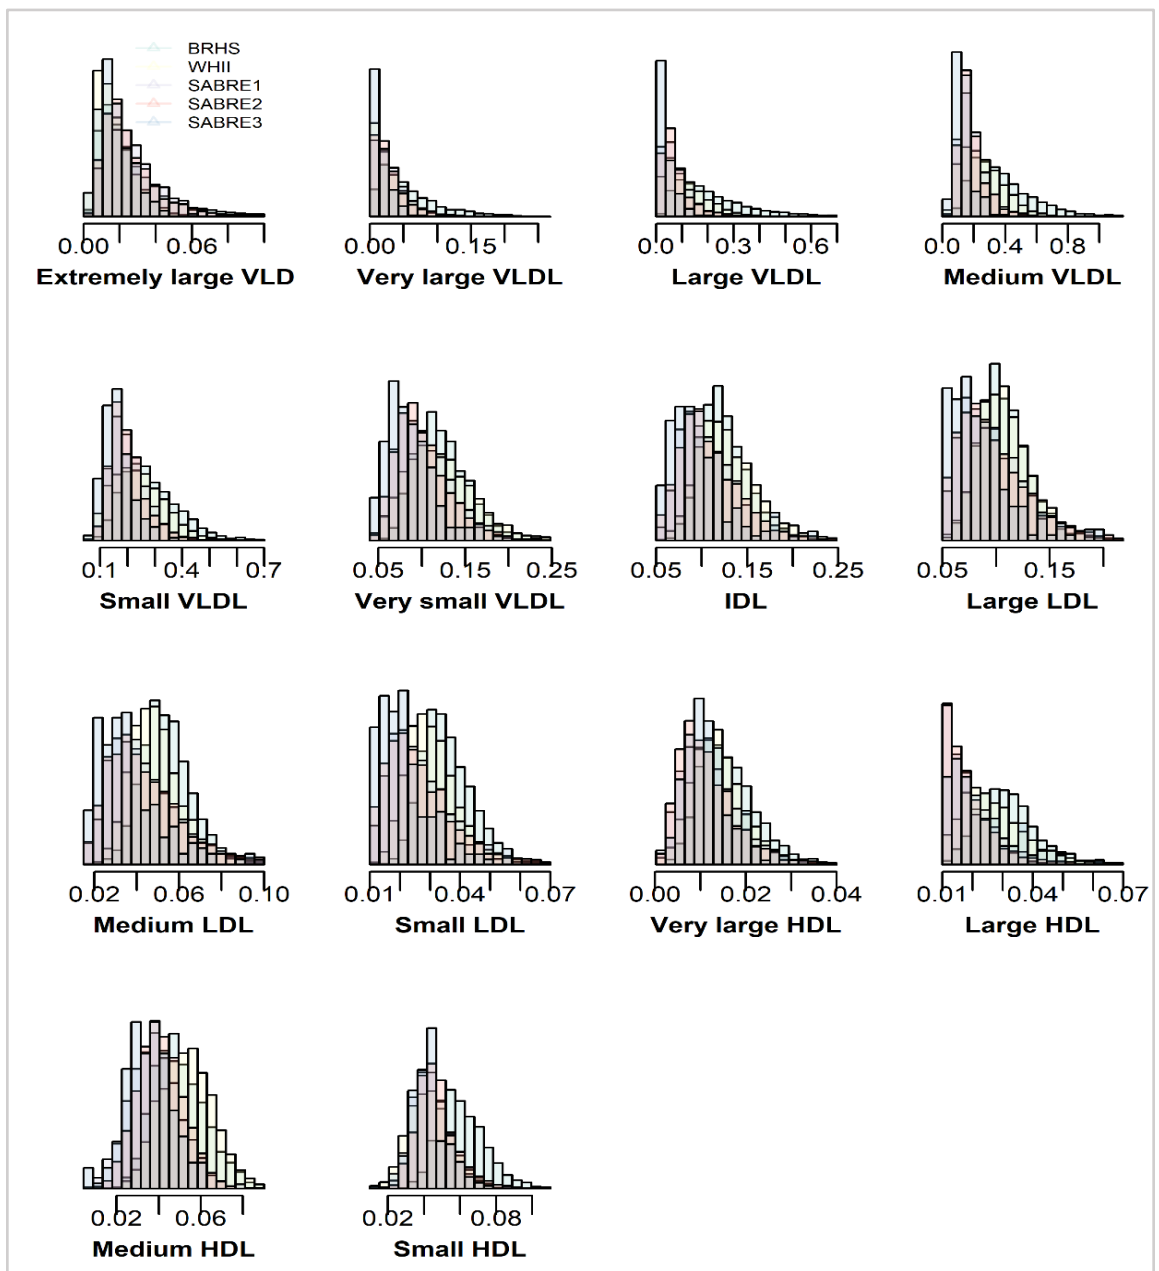 BRHS
WHII
SABRE1
SABRE2
SABRE3
0.00 0.06
Extremely large VLD
0.00 0.15
Very large VLDL
0.0 0.3 0.6
Large VLDL
0.0 0.4 0.8
Medium VLDL
0.1 0.4 0.7
Small VLDL
0.05 0.15 0.25
Very small VLDL
0.05 0.15 0.25
IDL
0.05 0.15
Large LDL
0.02 0.06 0.10
Medium LDL
0.01 0.04 0.07
Small LDL
0.00 0.02 0.04
Very large HDL
0.01 0.04 0.07
Large HDL
0.02 0.06
Medium HDL
0.02 0.08
Small HDL